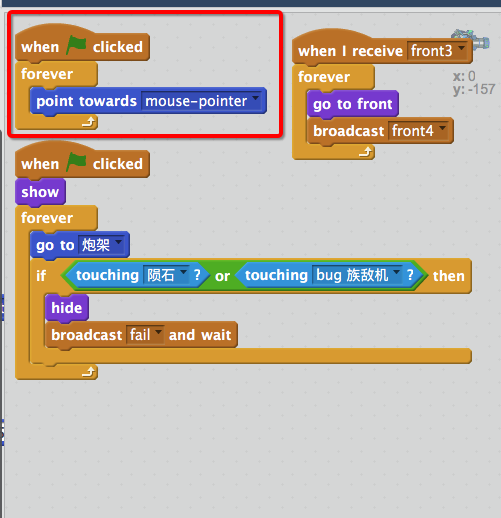 when clicked
forever
point towards mouse-pointer
when I receive front3
forever
go to front
broadcast front4
x: 0
y: -157
when clicked
show
forever
go to 炮架
if touching 陨石 ? or touching bug 族敌机 ? then
hide
broadcast fail and wait